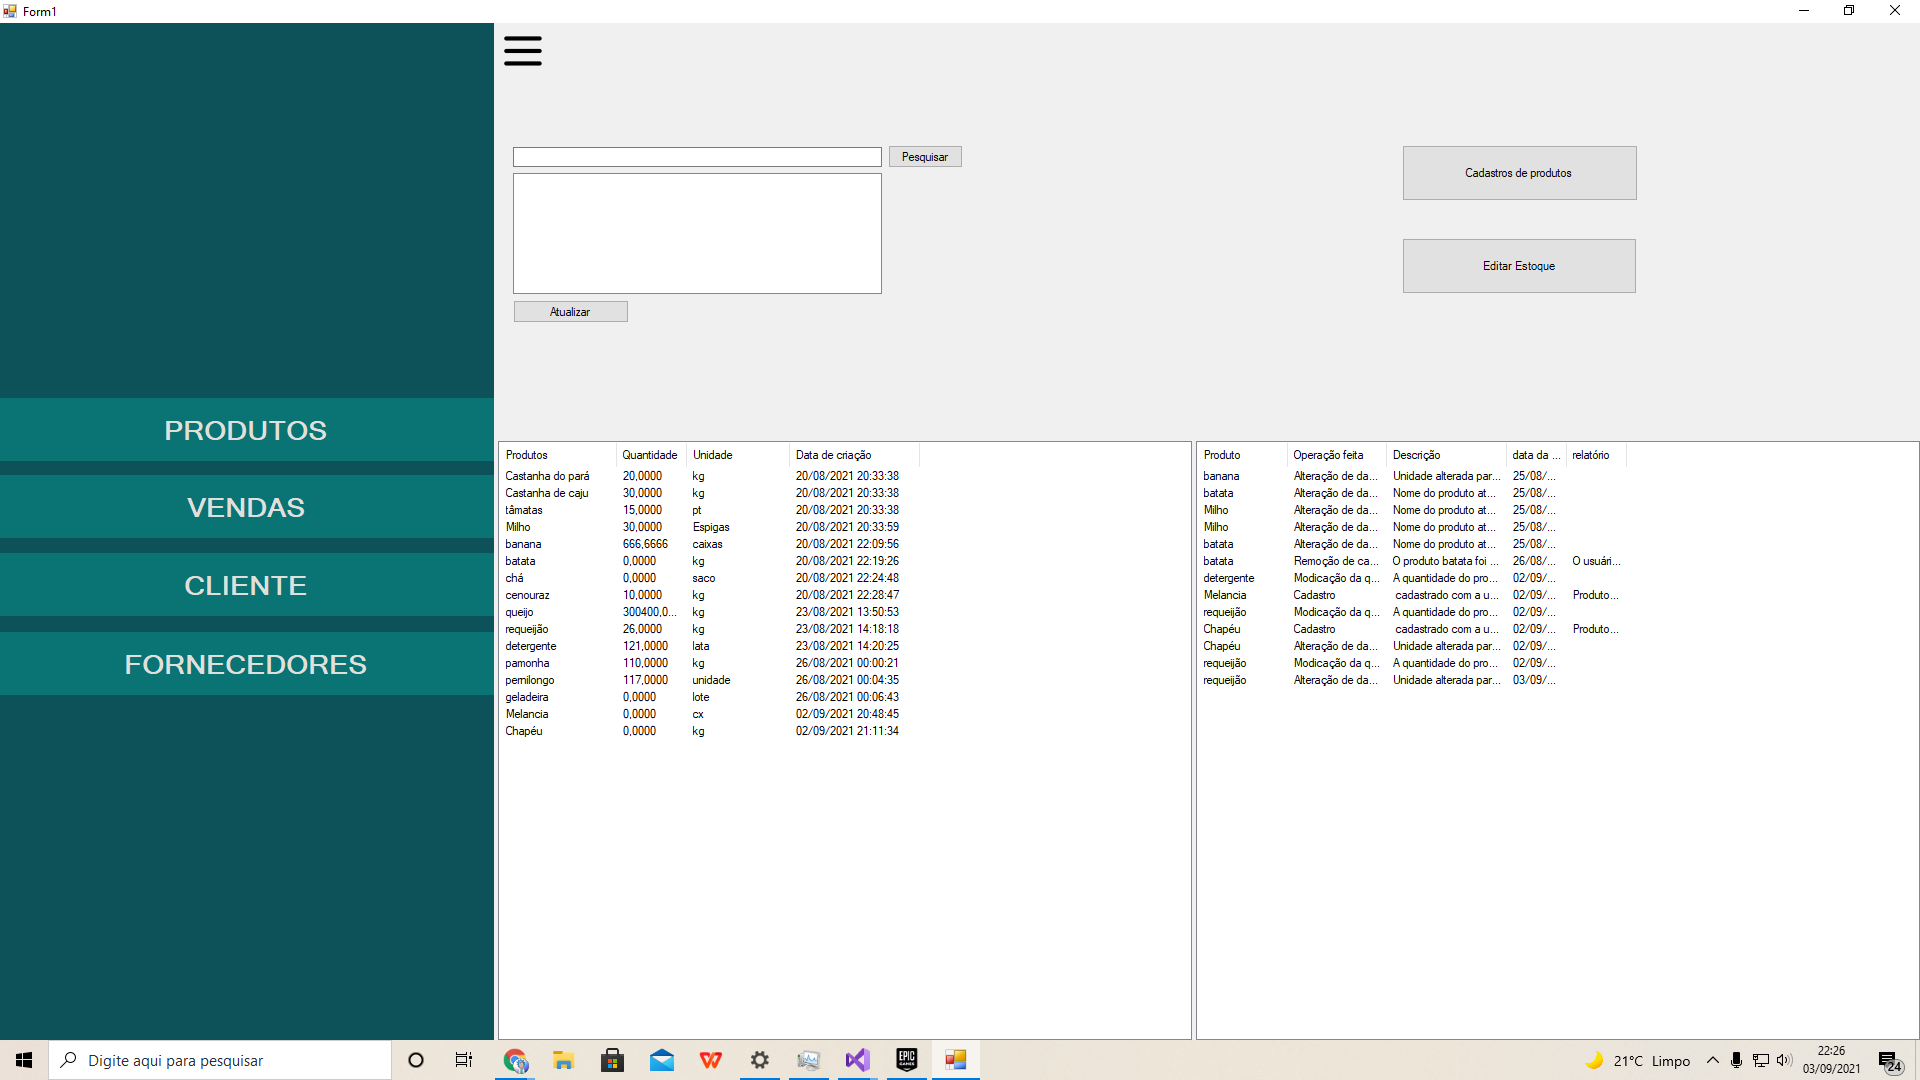 Form1
PRODUTOS
VENDAS
CLIENTE
FORNECEDORES
Pesquisar
Atualizar
Cadastros de produtos
Editar Estoque
Produtos Quantidade Unidade Data de criação
Castanha do pará 20,0000 kg 20/08/2021 20:33:38
Castanha de caju 30,0000 kg 20/08/2021 20:33:38
tâmatas 15,0000 pt 20/08/2021 20:33:38
Milho 30,0000 Espigas 20/08/2021 20:33:59
banana 666,6666 caixas 20/08/2021 22:09:56
batata 0,0000 kg 20/08/2021 22:19:26
chá 0,0000 saco 20/08/2021 22:24:48
cenouraz 10,0000 kg 20/08/2021 22:28:47
queijo 300400,0... kg 23/08/2021 13:50:53
requeijão 26,0000 kg 23/08/2021 14:18:18
detergente 121,0000 lata 23/08/2021 14:20:25
pamonha 110,0000 kg 26/08/2021 00:00:21
pernilongo 117,0000 unidade 26/08/2021 00:04:35
geladeira 0,0000 lote 26/08/2021 00:06:43
Melancia 0,0000 cx 02/09/2021 20:48:45
Chapéu 0,0000 kg 02/09/2021 21:11:34
Produto Operação feita Descrição data da ... relatório
banana Alteração de da... Unidade alterada par... 25/08/...
batata Alteração de da... Nome do produto at... 25/08/...
Milho Alteração de da... Nome do produto at... 25/08/...
Milho Alteração de da... Nome do produto at... 25/08/...
batata Alteração de da... Nome do produto at... 25/08/...
batata Remoção de ca... O produto batata foi ... 26/08/... O usuári...
detergente Modicação da q... A quantidade do pro... 02/09/...
Melancia Cadastro cadastrado com a u... 02/09/... Produto...
requeijão Modicação da q... A quantidade do pro... 02/09/...
Chapéu Cadastro cadastrado com a u... 02/09/... Produto...
Chapéu Alteração de da... Unidade alterada par... 02/09/...
requeijão Modicação da q... A quantidade do pro... 02/09/...
requeijão Alteração de da... Unidade alterada par... 03/09/...
Digite aqui para pesquisar
EPIC GAMES
21°C Limpo
22:26
03/09/2021
24